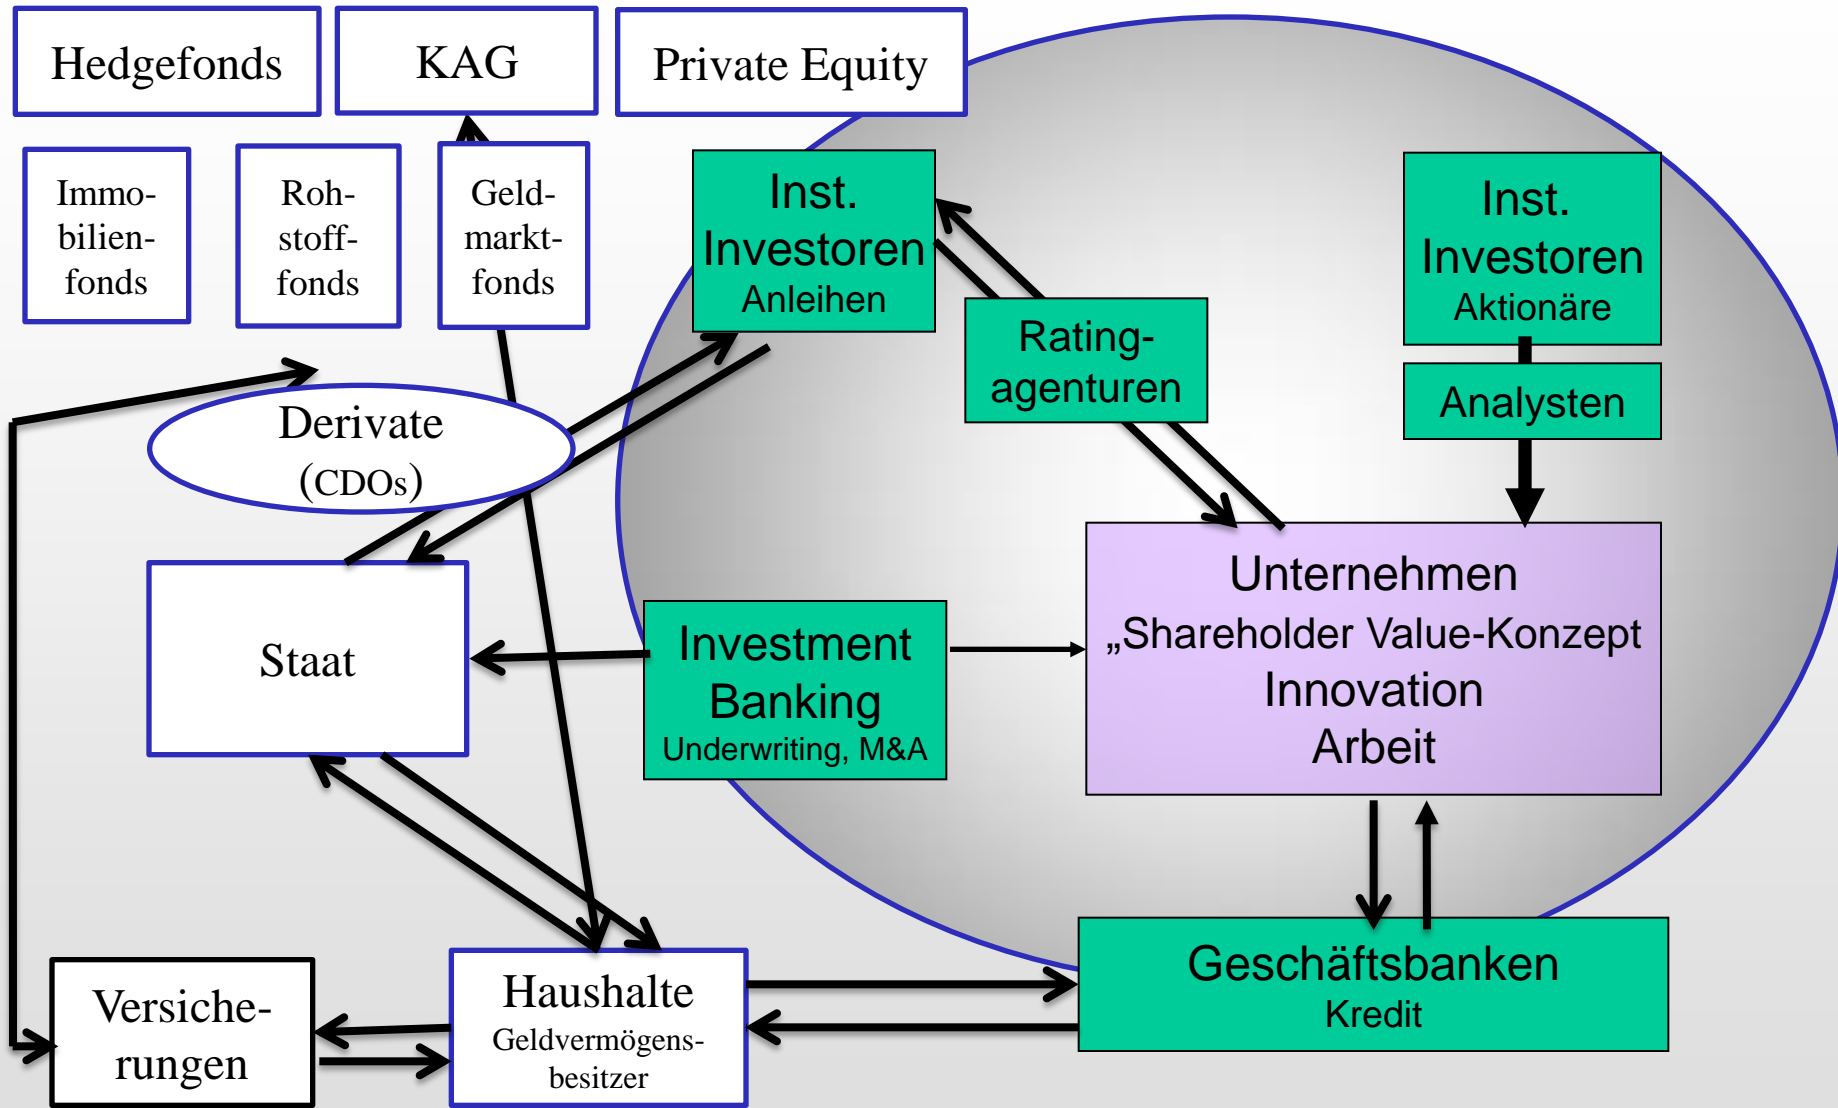 Hedgefonds
KAG
Private Equity
Immo-
bilien-
fonds
Roh-
stoff-
fonds
Geld-
markt-
fonds
Inst.
Investoren
Anleihen
Inst.
Investoren
Aktionäre
Rating-
agenturen
Analysten
Derivate
(CDOs)
Staat
Investment
Banking
Underwriting, M&A
Unternehmen
„Shareholder Value-Konzept
Innovation
Arbeit
Versiche-
rungen
Haushalte
Geldvermögens-
besitzer
Geschäftsbanken
Kredit